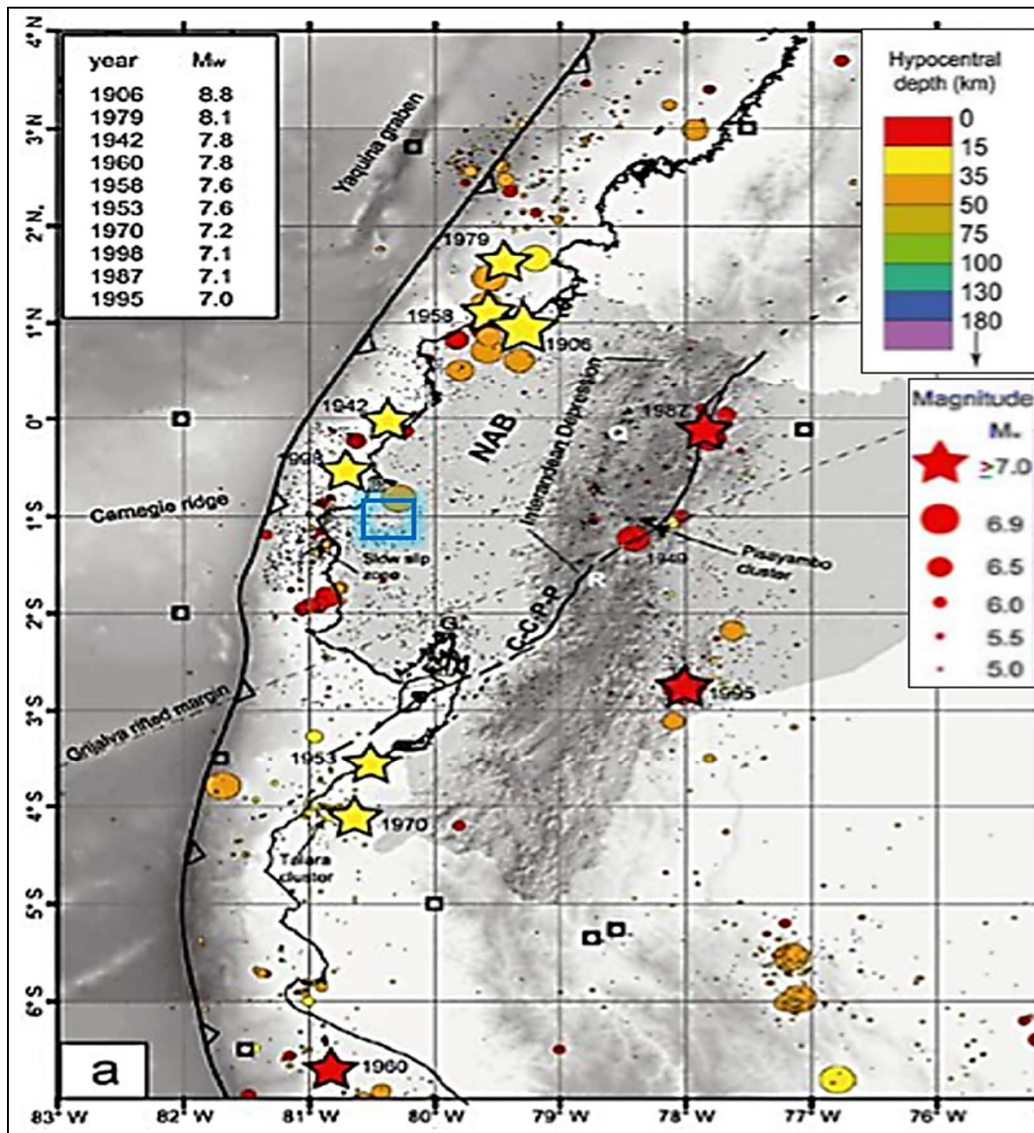 year Mw
1906 8.8
1979 8.1
1942 7.8
1960 7.8
1958 7.6
1953 7.6
1970 7.2
1998 7.1
1987 7.1
1995 7.0
Hypocentral
depth (km)
0
15
35
50
75
100
130
180
Magnitude
Mw
≥7.0
6.9
6.5
6.0
5.5
5.0
4°N
3°N
2°N
1°N
0°
1°S
2°S
3°S
4°S
5°S
6°S
Yaquina graben
1979
1958
1906
Interandean Depression
1942
NAB
1987
1998
Carnegie ridge
Slow slip
zone
1949
Pisayambo
cluster
R
C-C-P-P
G
Grijalva rifted margin
1995
1953
1970
Talara
cluster
1960
a
83°W 82°W 81°W 80°W 79°W 78°W 77°W 76°W